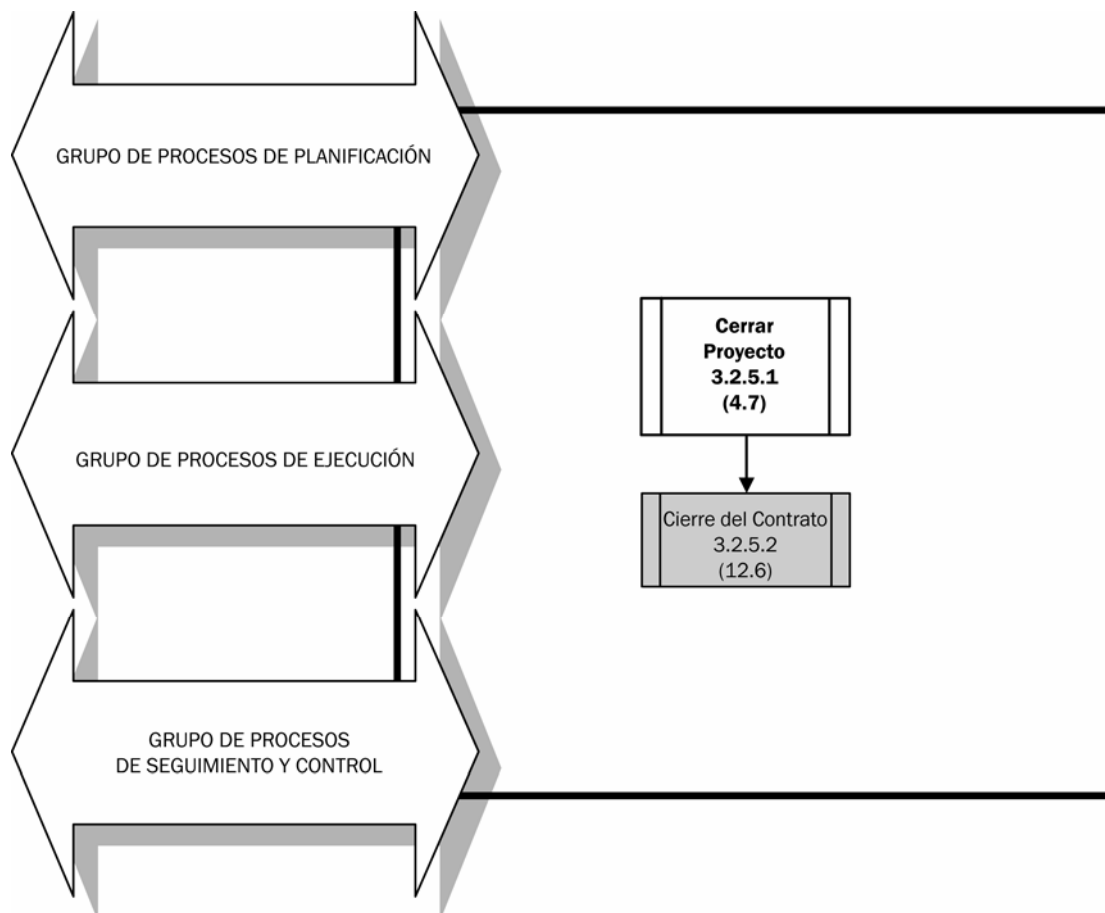 GRUPO DE PROCESOS DE PLANIFICACIÓN
Cerrar
Proyecto
3.2.5.1
(4.7)
GRUPO DE PROCESOS DE EJECUCIÓN
Cierre del Contrato
3.2.5.2
(12.6)
GRUPO DE PROCESOS
DE SEGUIMIENTO Y CONTROL